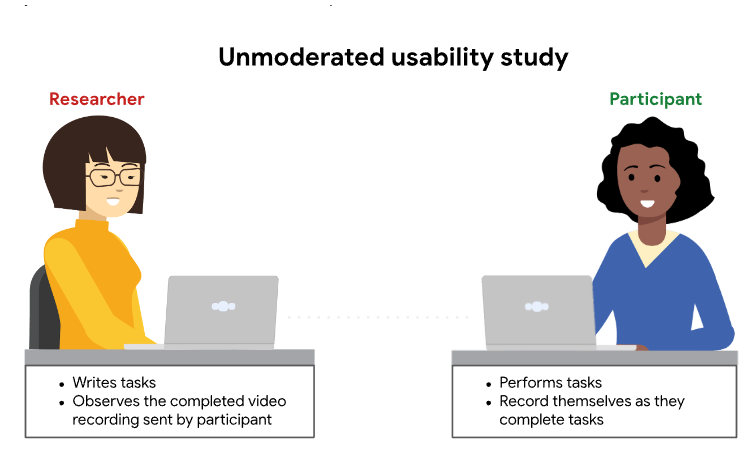 Unmoderated usability study
Researcher
Participant
• Writes tasks
• Observes the completed video
recording sent by participant
• Performs tasks
• Record themselves as they
complete tasks